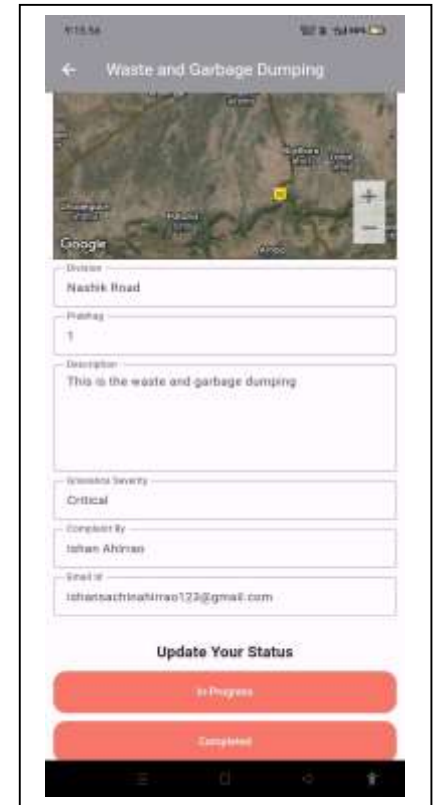 Waste and Garbage Dumping
Google
Division
Nashik Road
Prabhag
1
Description
This is the waste and garbage dumping
Grievance Severity
Critical
Complaint By
Ishan Ahirrao
Email Id
ishansachinahirrao123@gmail.com
Update Your Status
In Progress
Completed